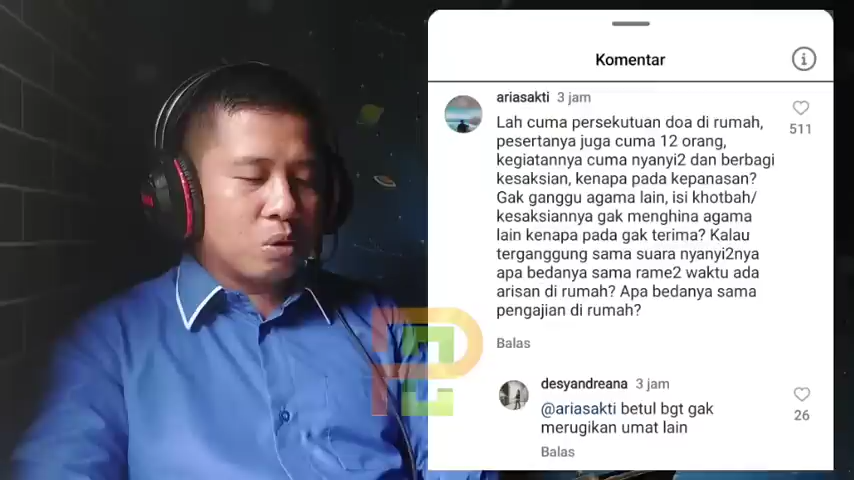 Komentar
ariasakti 3 jam
Lah cuma persekutuan doa di rumah,
pesertanya juga cuma 12 orang,
kegiatannya cuma nyanyi2 dan berbagi
kesaksian, kenapa pada kepanasan?
Gak ganggu agama lain, isi khotbah/
kesaksiannya gak menghina agama
lain kenapa pada gak terima? Kalau
terganggung sama suara nyanyi2nya
apa bedanya sama rame2 waktu ada
arisan di rumah? Apa bedanya sama
pengajian di rumah?
511
Balas
desyandreana 3 jam
@ariasakti betul bgt gak
merugikan umat lain
26
Balas